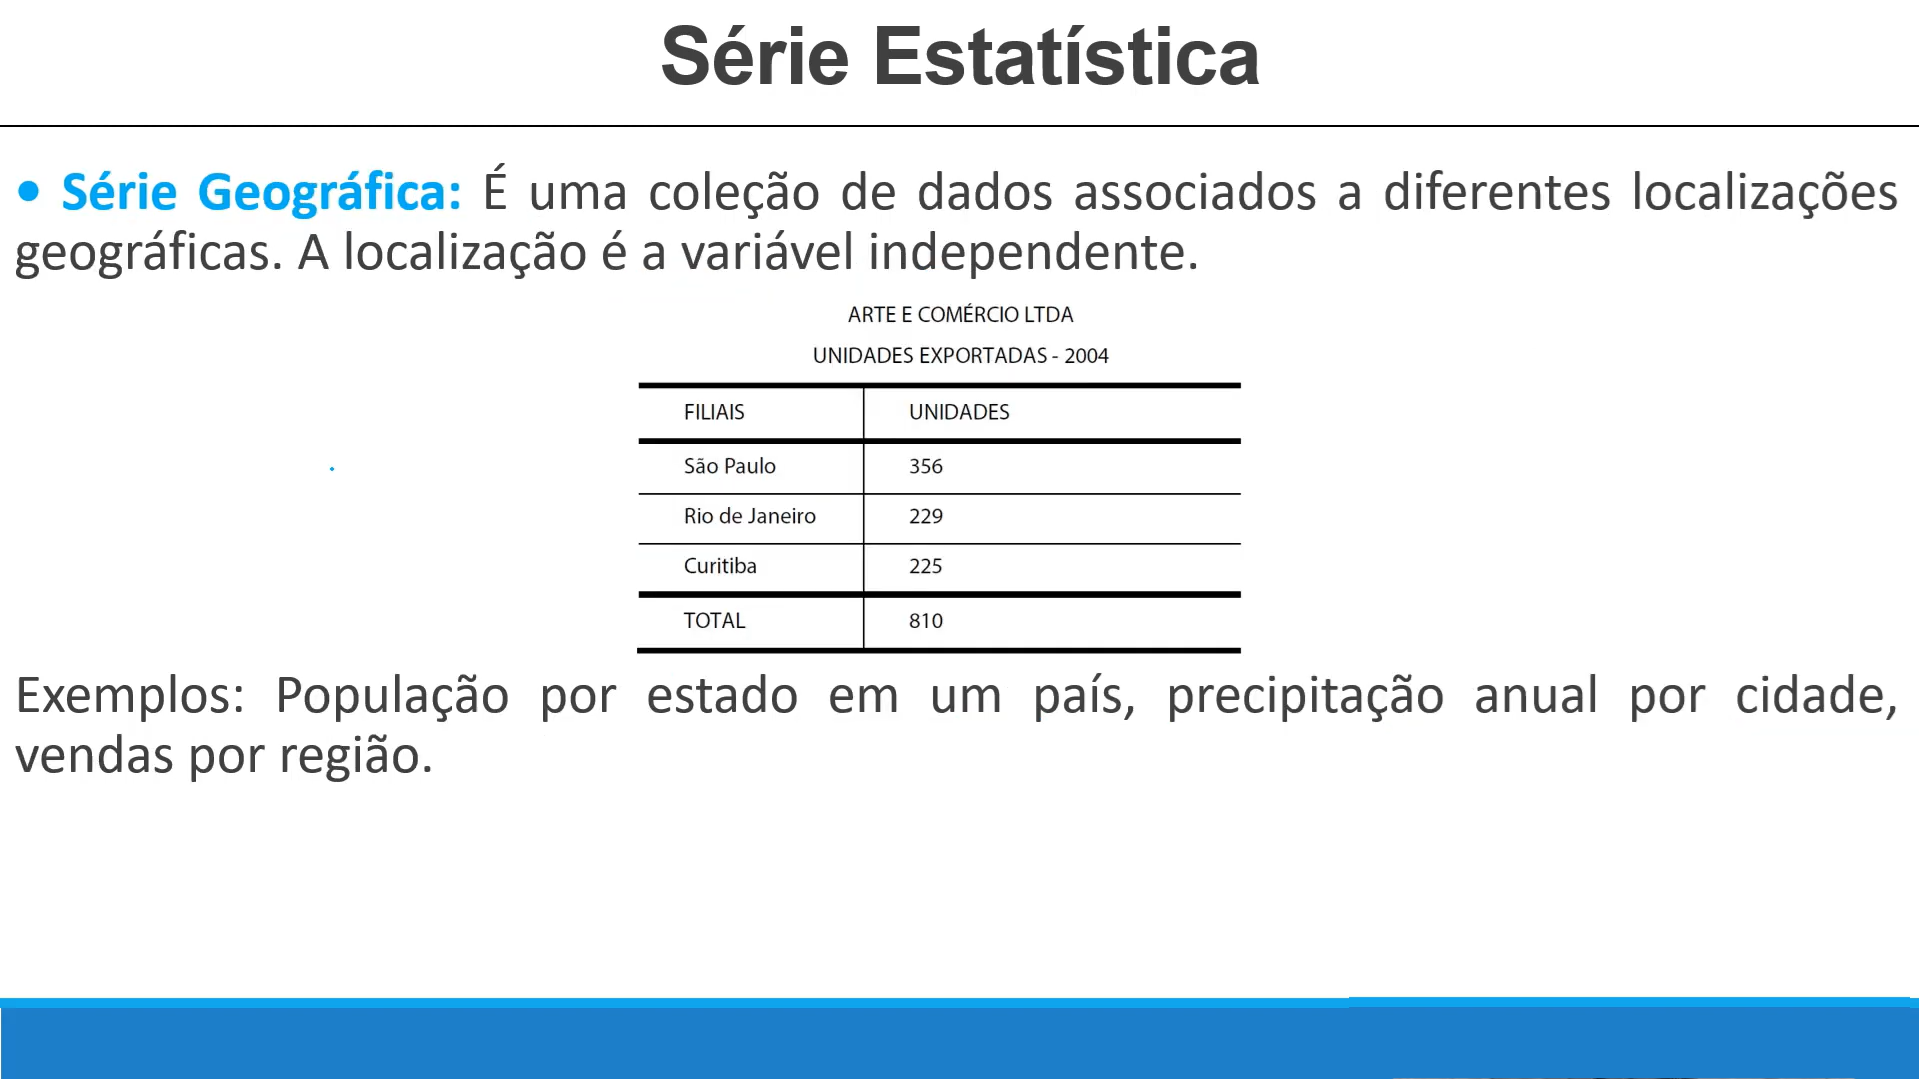 Série Estatística
• Série Geográfica: É uma coleção de dados associados a diferentes localizações
geográficas. A localização é a variável independente.
ARTE E COMÉRCIO LTDA
UNIDADES EXPORTADAS - 2004
FILIAIS UNIDADES
São Paulo 356
Rio de Janeiro 229
Curitiba 225
TOTAL 810
Exemplos: População por estado em um país, precipitação anual por cidade,
vendas por região.